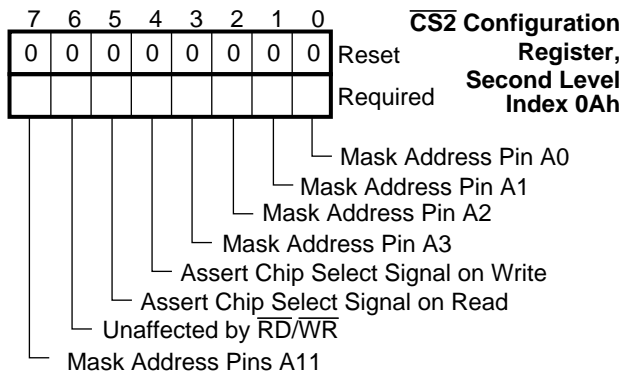 7 6 5 4 3 2 1 0
CS2 Configuration
Register,
Second Level
Index 0Ah
0 0 0 0 0 0 0 0 Reset
Required
Mask Address Pin A0
Mask Address Pin A1
Mask Address Pin A2
Mask Address Pin A3
Assert Chip Select Signal on Write
Assert Chip Select Signal on Read
Unaffected by RD/WR
Mask Address Pins A11